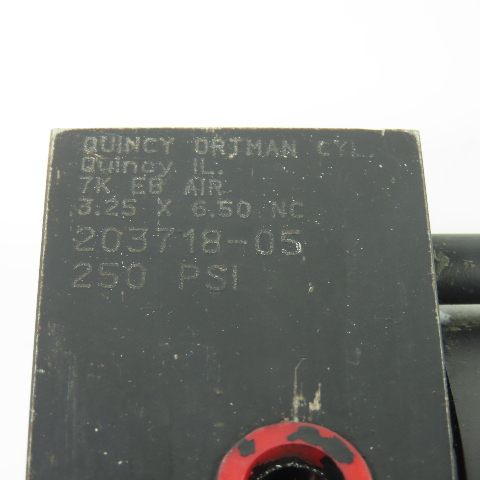 QUINCY ORTMAN CYL.
Quincy IL.
7K EB AIR
3.25 X 6.50 NC
203718-05
250 PSI